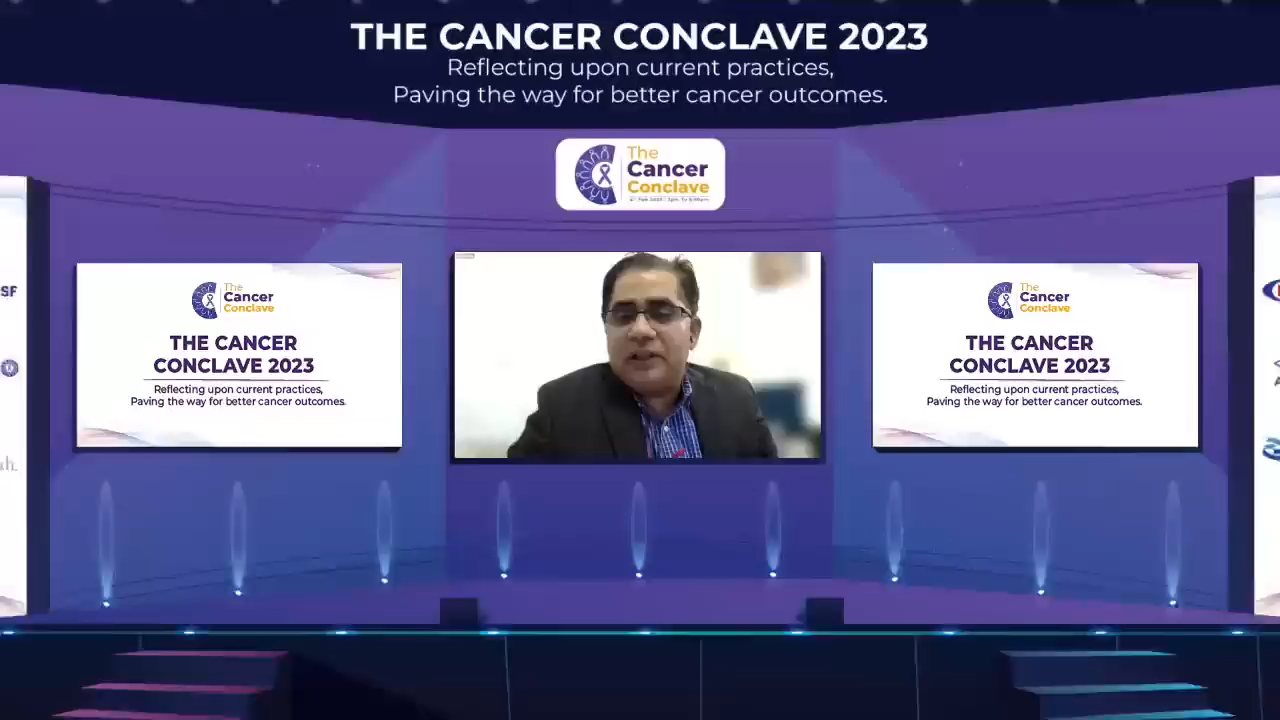 THE CANCER CONCLAVE 2023
Reflecting upon current practices,
Paving the way for better cancer outcomes.
The
Cancer
Conclave
SF
The
Cancer
Conclave
THE CANCER
CONCLAVE 2023
Reflecting upon current practices,
Paving the way for better cancer outcomes.
The
Cancer
Conclave
THE CANCER
CONCLAVE 2023
Reflecting upon current practices,
Paving the way for better cancer outcomes.